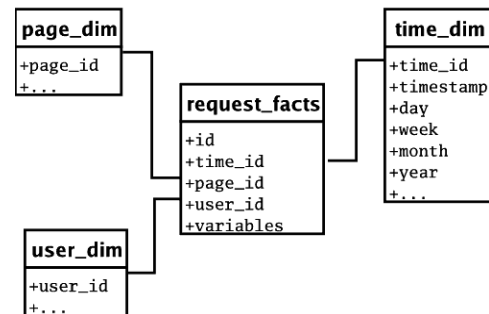 page_dim
+page_id
+...
time_dim
+time_id
+timestamp
+day
+week
+month
+year
+...
request_facts
+id
+time_id
+page_id
+user_id
+variables
user_dim
+user_id
+...